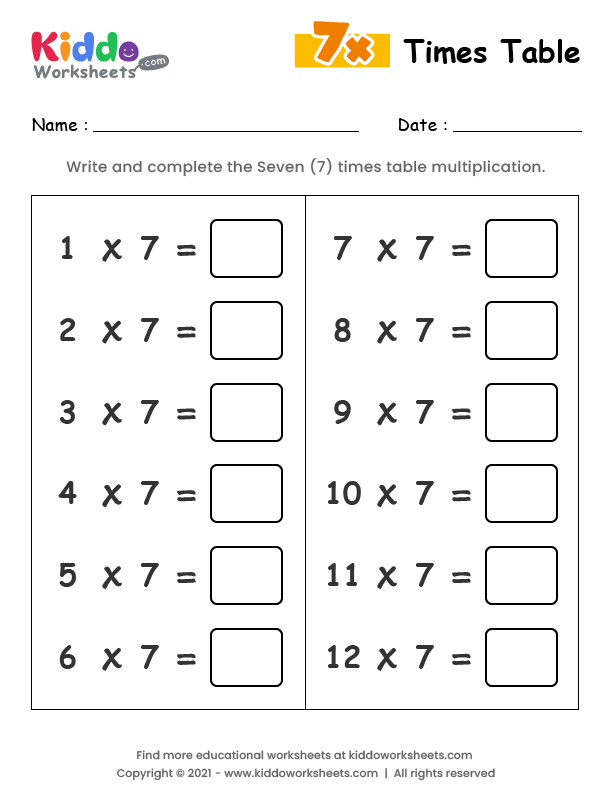 Kiddo
Worksheets.com
7x Times Table
Name : Date :
Write and complete the Seven (7) times table multiplication.
1 x 7 =
2 x 7 =
3 x 7 =
4 x 7 =
5 x 7 =
6 x 7 =
7 x 7 =
8 x 7 =
9 x 7 =
10 x 7 =
11 x 7 =
12 x 7 =
Find more educational worksheets at kiddoworksheets.com
Copyright © 2021 - www.kiddoworksheets.com | All rights reserved